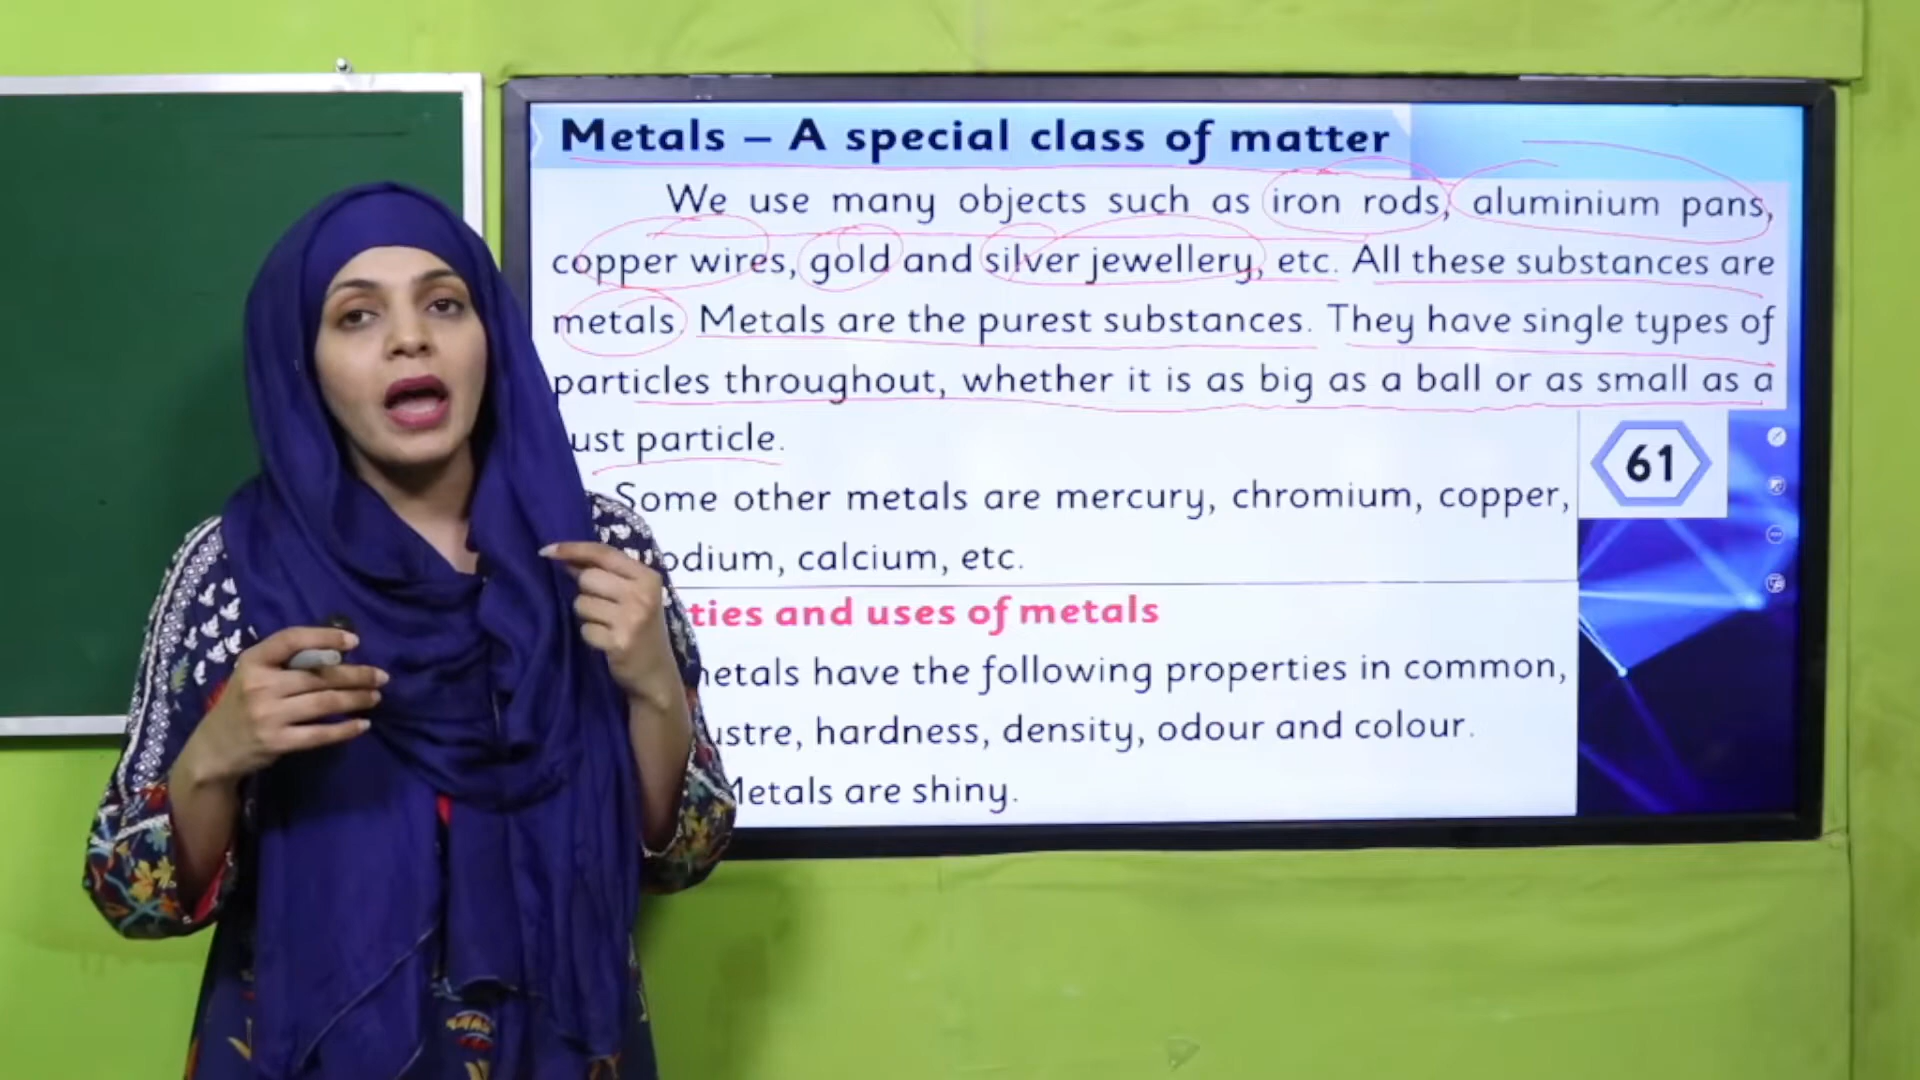 Metals – A special class of matter
We use many objects such as iron rods, aluminium pans,
copper wires, gold and silver jewellery, etc. All these substances are
metals. Metals are the purest substances. They have single types of
particles throughout, whether it is as big as a ball or as small as a
particle.
61
Some other metals are mercury, chromium, copper,
calcium, etc.
and uses of metals
have the following properties in common,
hardness, density, odour and colour.
Metals are shiny.